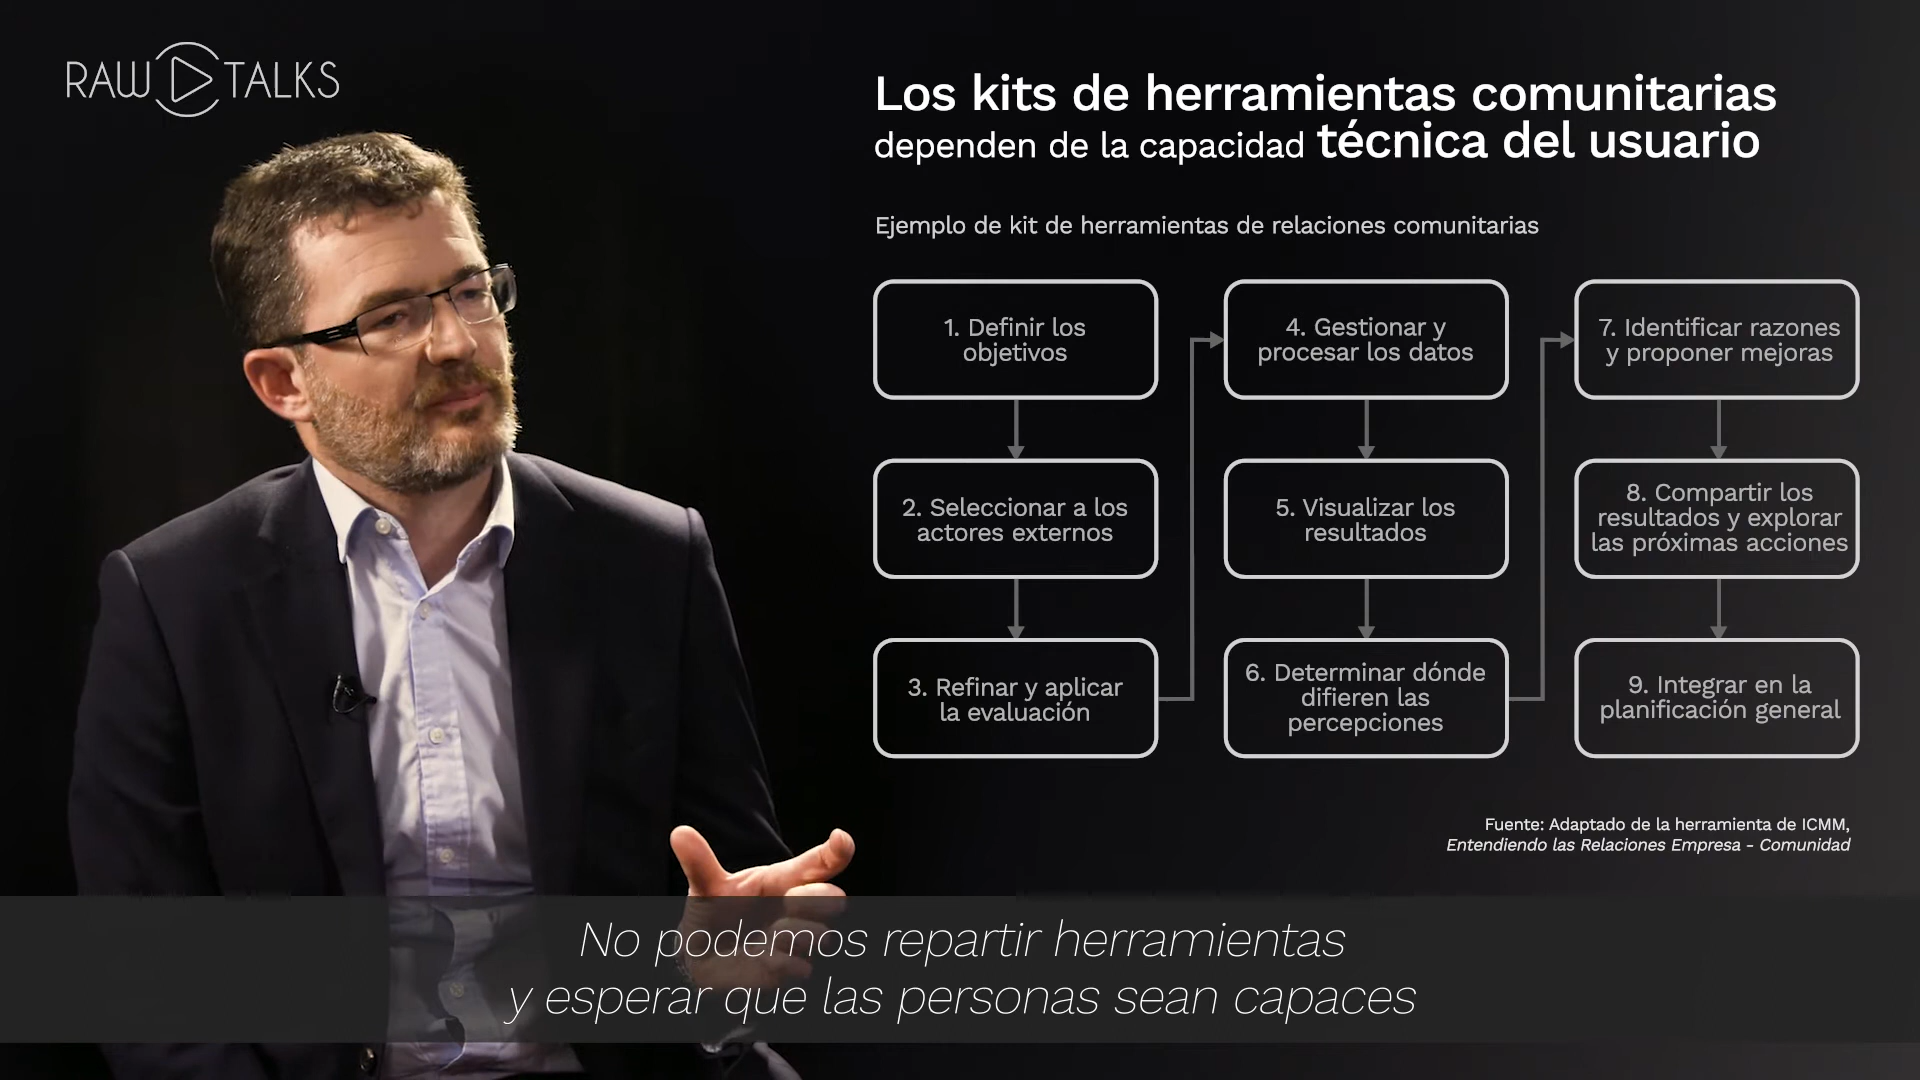 RAW TALKS
Los kits de herramientas comunitarias
dependen de la capacidad técnica del usuario
Ejemplo de kit de herramientas de relaciones comunitarias
1. Definir los
objetivos
2. Seleccionar a los
actores externos
3. Refinar y aplicar
la evaluación
4. Gestionar y
procesar los datos
5. Visualizar los
resultados
6. Determinar dónde
difieren las
percepciones
7. Identificar razones
y proponer mejoras
8. Compartir los
resultados y explorar
las próximas acciones
9. Integrar en la
planificación general
Fuente: Adaptado de la herramienta de ICMM,
Entendiendo las Relaciones Empresa - Comunidad
No podemos repartir herramientas
y esperar que las personas sean capaces